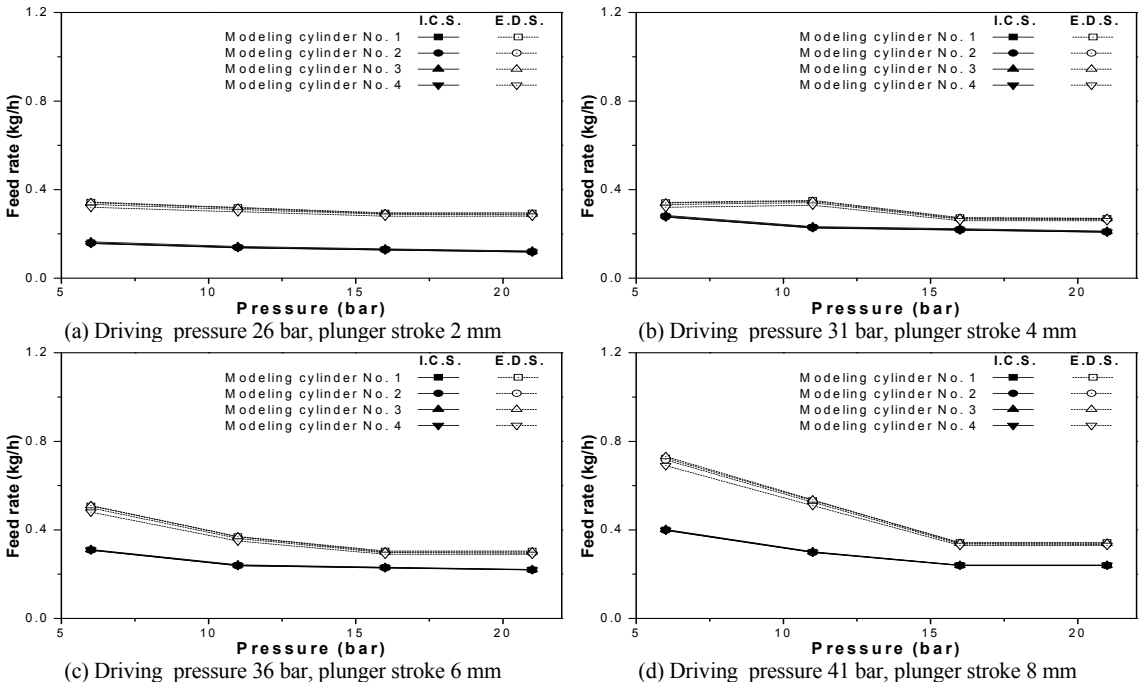 1.2
I.C.S. E.D.S.
Modeling cylinder No. 1
Modeling cylinder No. 2
Modeling cylinder No. 3
Modeling cylinder No. 4
0.8
0.4
0.0
Feed rate (kg/h)
5 10 15 20
Pressure (bar)
(a) Driving pressure 26 bar, plunger stroke 2 mm
1.2
I.C.S. E.D.S.
Modeling cylinder No. 1
Modeling cylinder No. 2
Modeling cylinder No. 3
Modeling cylinder No. 4
0.8
0.4
0.0
Feed rate (kg/h)
5 10 15 20
Pressure (bar)
(b) Driving pressure 31 bar, plunger stroke 4 mm
1.2
I.C.S. E.D.S.
Modeling cylinder No. 1
Modeling cylinder No. 2
Modeling cylinder No. 3
Modeling cylinder No. 4
0.8
0.4
0.0
Feed rate (kg/h)
5 10 15 20
Pressure (bar)
(c) Driving pressure 36 bar, plunger stroke 6 mm
1.2
I.C.S. E.D.S.
Modeling cylinder No. 1
Modeling cylinder No. 2
Modeling cylinder No. 3
Modeling cylinder No. 4
0.8
0.4
0.0
Feed rate (kg/h)
5 10 15 20
Pressure (bar)
(d) Driving pressure 41 bar, plunger stroke 8 mm